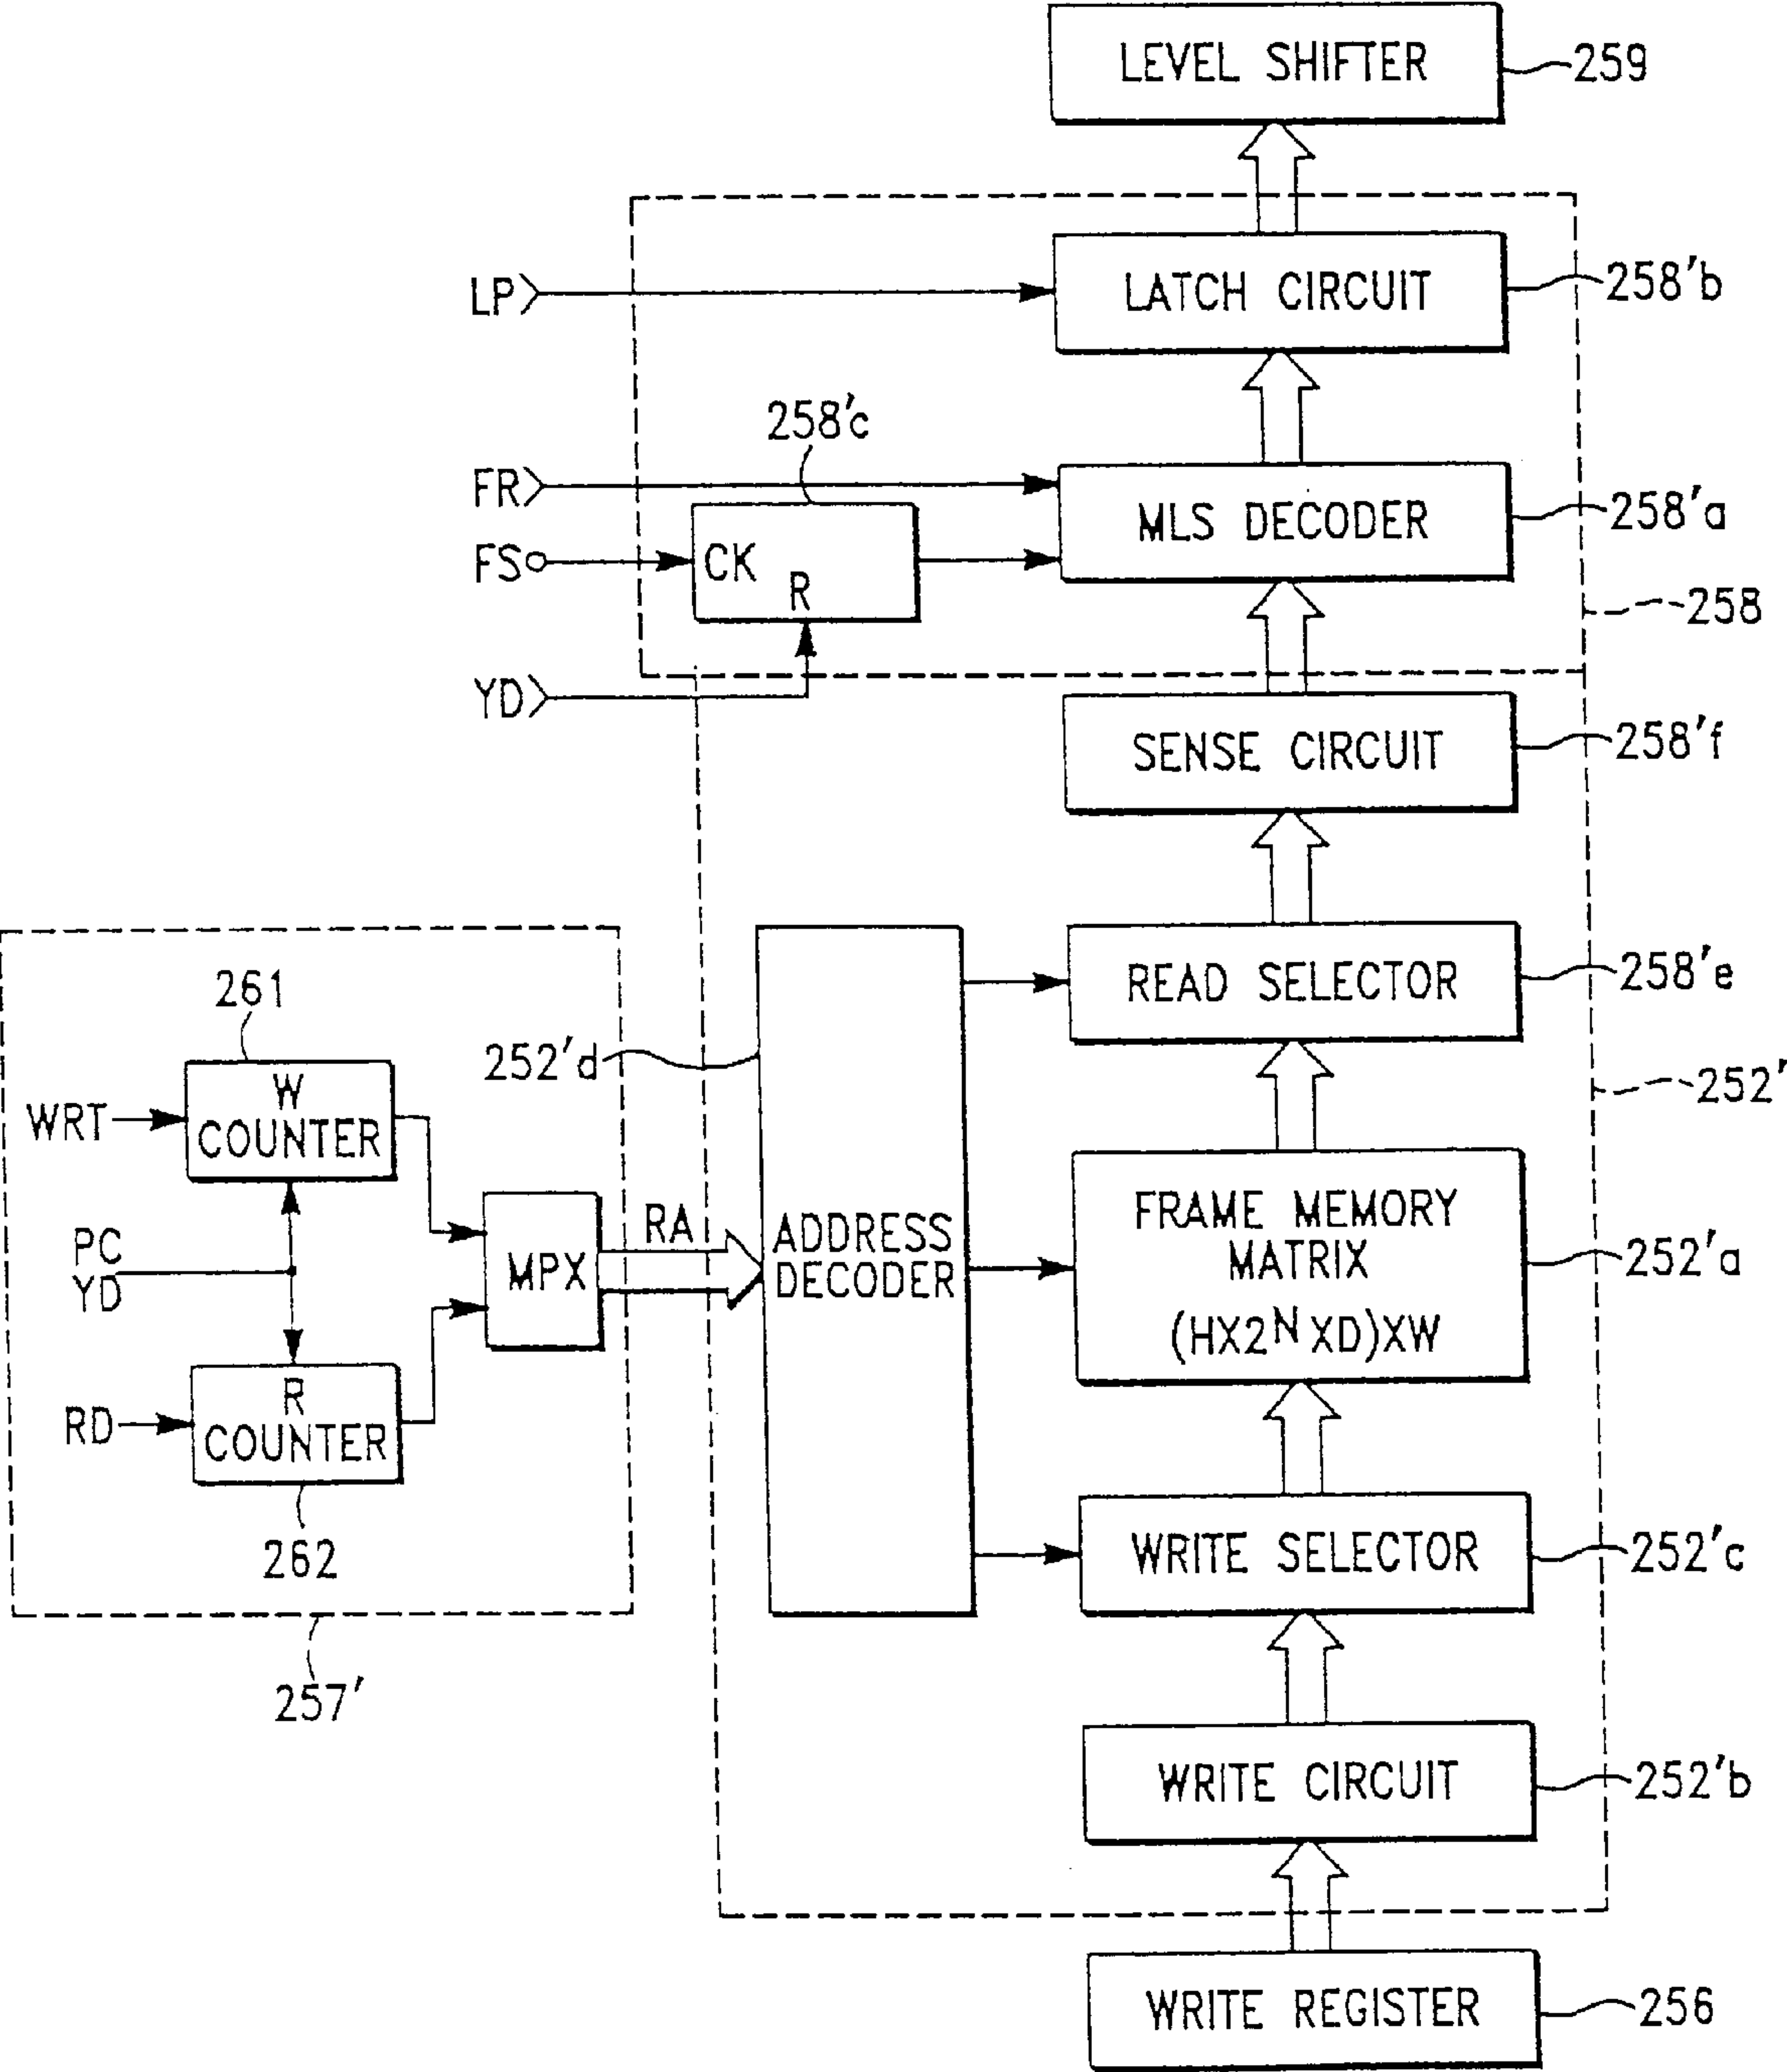 LEVEL SHIFTER
259
LP
LATCH CIRCUIT
258'b
258'c
FR
MLS DECODER
258'a
FS
CK
R
258
YD
SENSE CIRCUIT
258'f
READ SELECTOR
258'e
261
252'd
W
COUNTER
WRT
252'
PC
YD
MPX
RA
ADDRESS
DECODER
FRAME MEMORY
MATRIX
(HX2^N XD)XW
252'a
RD
R
COUNTER
262
WRITE SELECTOR
252'c
257'
WRITE CIRCUIT
252'b
WRITE REGISTER
256